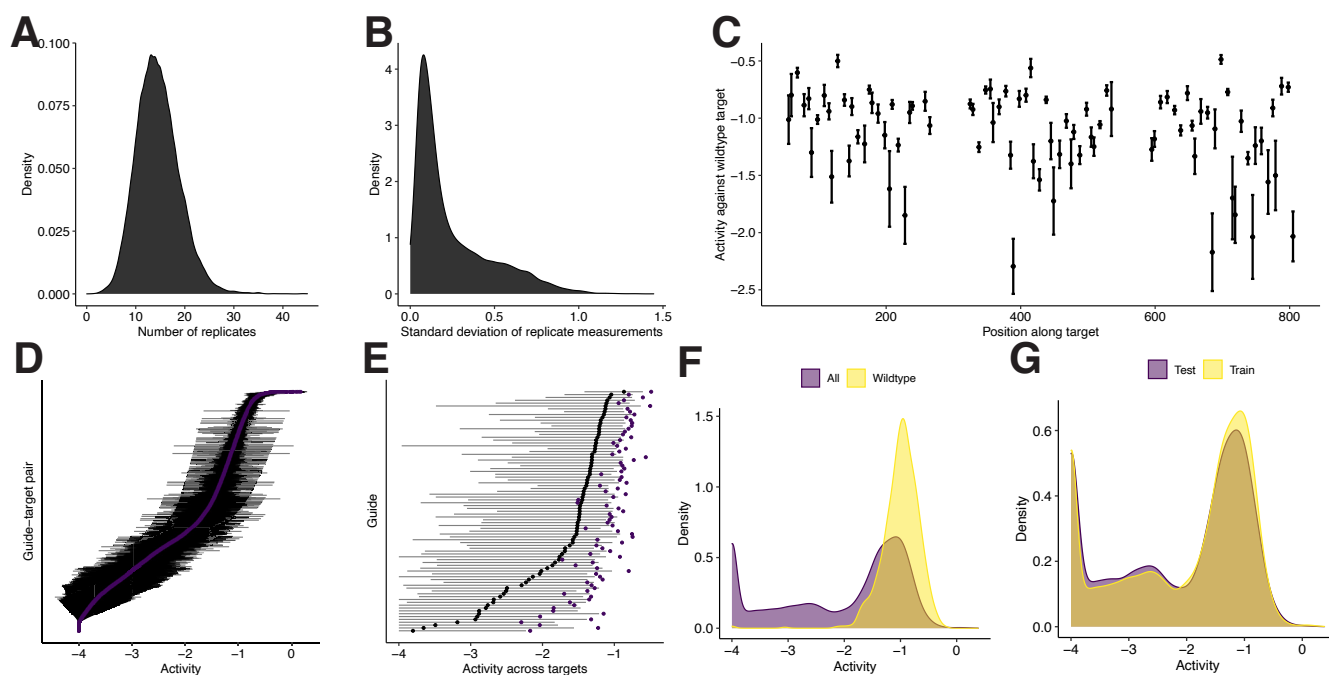 A
0.100
0.075
0.050
0.025
0.000
Density
0 10 20 30 40
Number of replicates
B
4
3
2
1
0
Density
0.0 0.5 1.0 1.5
Standard deviation of replicate measurements
C
−0.5
−1.0
−1.5
−2.0
−2.5
Activity against wildtype target
200 400 600 800
Position along target
D
Guide−target pair
−4 −3 −2 −1 0
Activity
E
Guide
−4 −3 −2 −1
Activity across targets
F
All Wildtype
1.5
1.0
0.5
0.0
Density
−4 −3 −2 −1 0
Activity
G
Test Train
0.6
0.4
0.2
0.0
Density
−4 −3 −2 −1 0
Activity